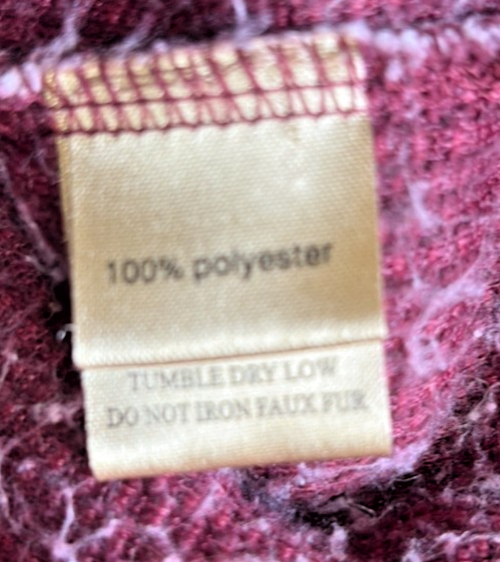 100% polyester
TUMBLE DRY LOW
DO NOT IRON FAUX FUR